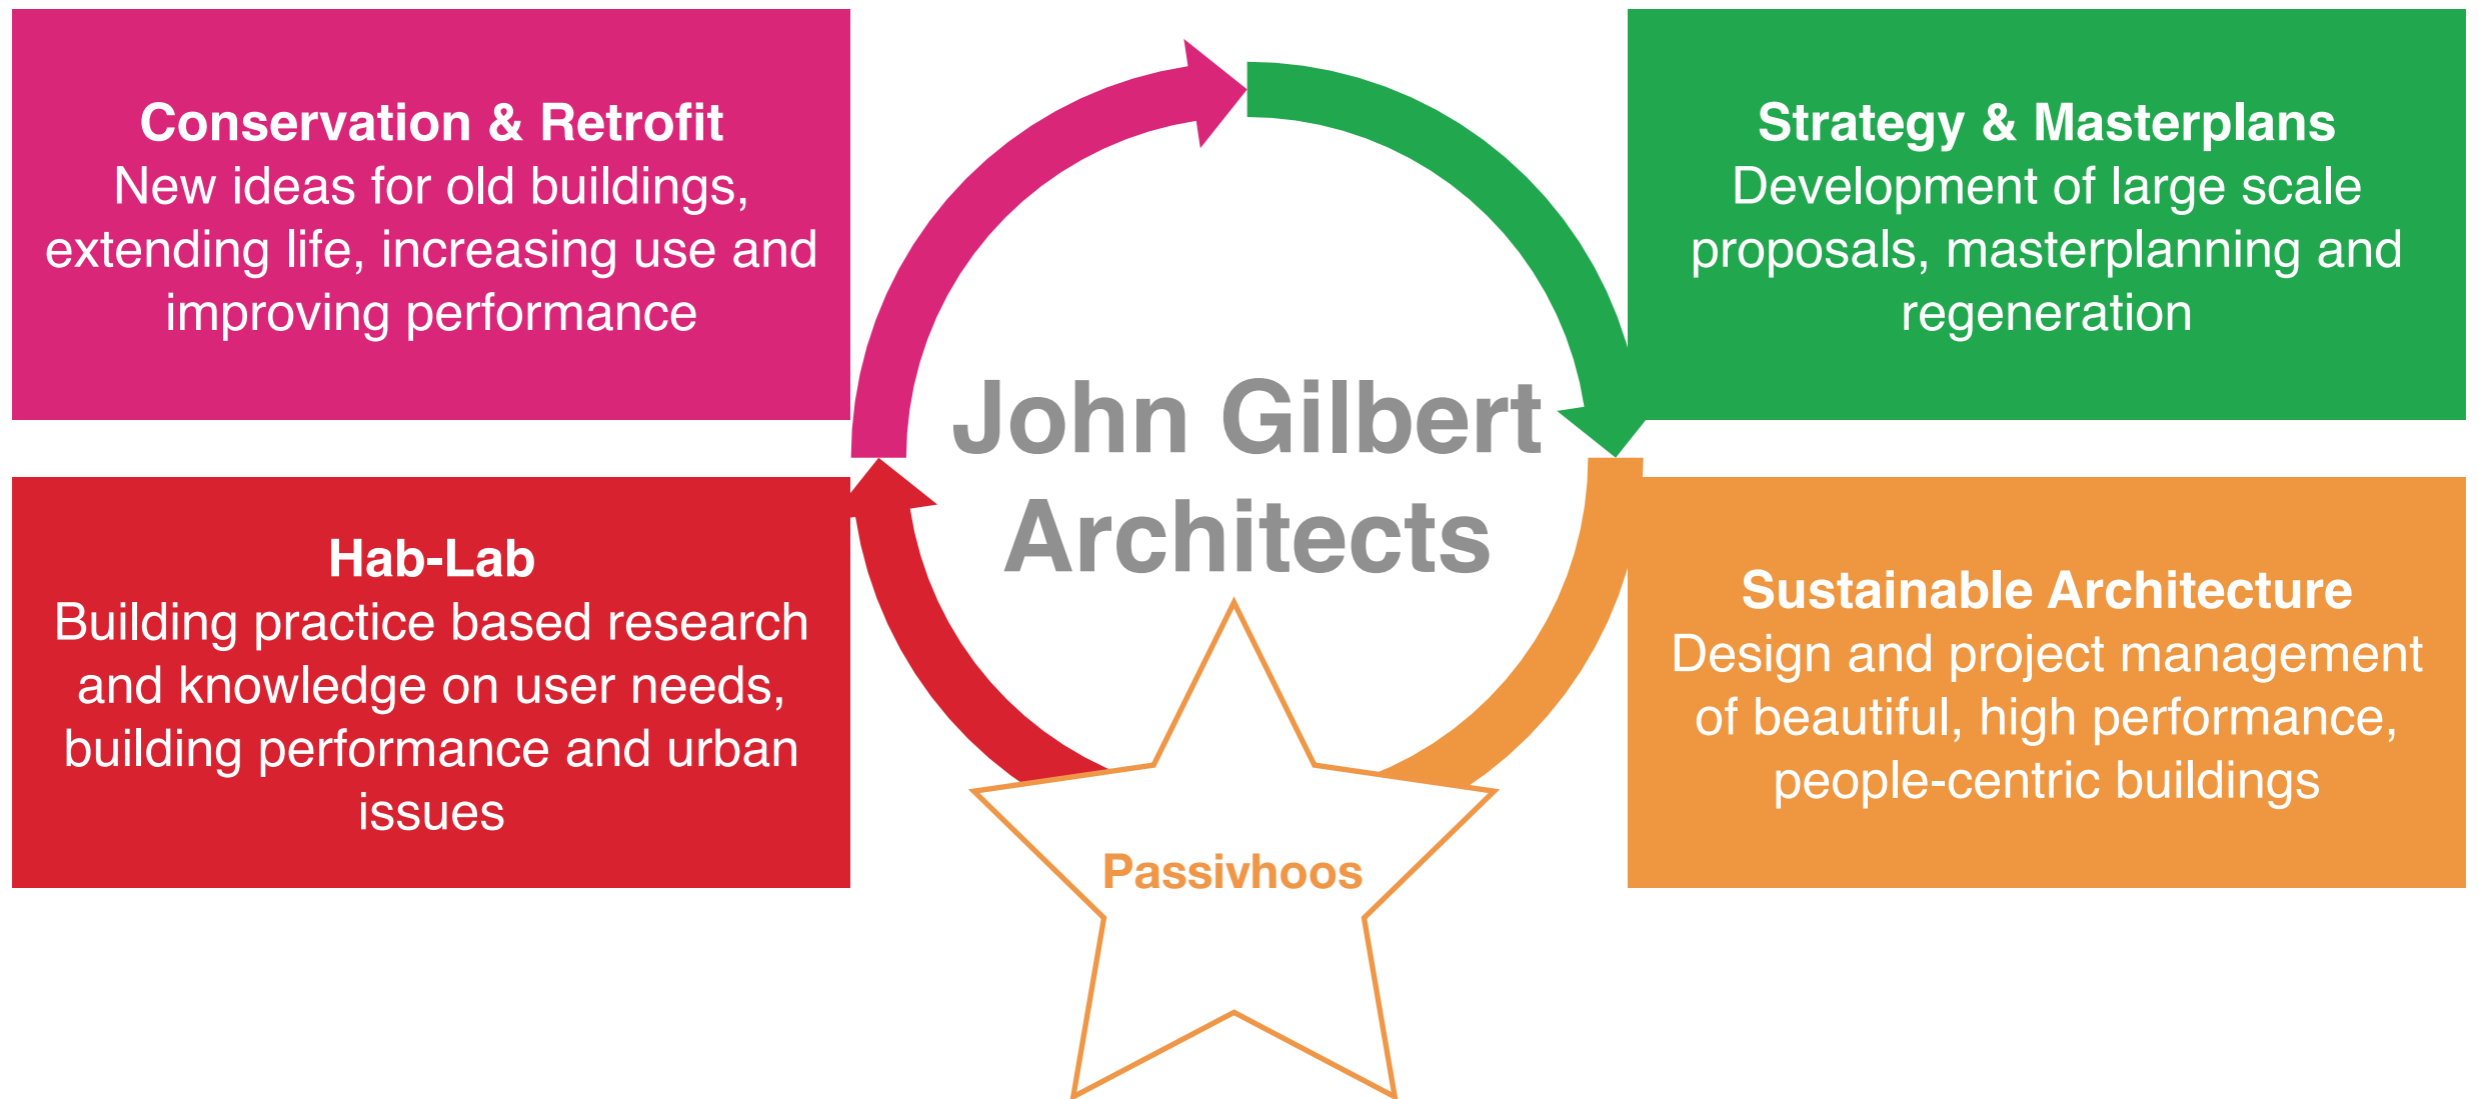 Conservation & Retrofit
New ideas for old buildings,
extending life, increasing use and
improving performance
Strategy & Masterplans
Development of large scale
proposals, masterplanning and
regeneration
John Gilbert
Architects
Hab-Lab
Building practice based research
and knowledge on user needs,
building performance and urban
issues
Sustainable Architecture
Design and project management
of beautiful, high performance,
people-centric buildings
Passivhoos